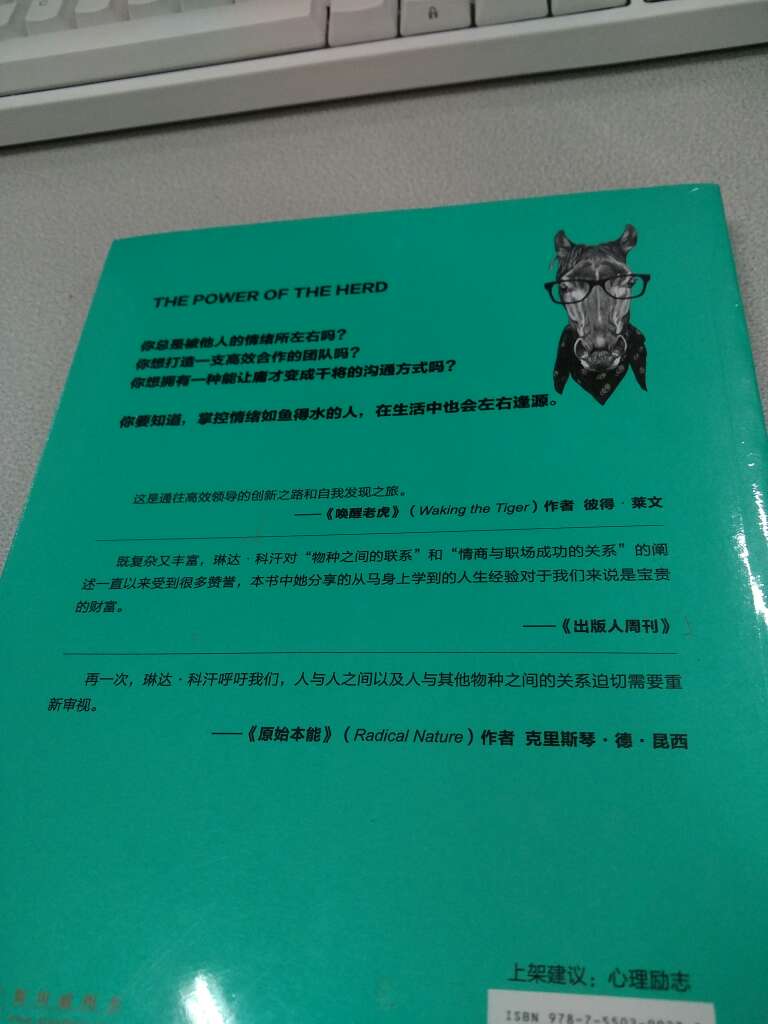 THE POWER OF THE HERD
你总是被他人的情绪所左右吗?
你想打造一支高效合作的团队吗?
你想拥有一种能让庸才变成干将的沟通方式吗?
你要知道，掌控情绪如鱼得水的人，在生活中也会左右逢源。
这是通往高效领导的创新之路和自我发现之旅。
——《唤醒老虎》（Waking the Tiger）作者 彼得·莱文
既复杂又丰富，琳达·科汗对“物种之间的联系”和“情商与职场成功的关系”的阐
述一直以来受到很多赞誉，本书中她分享的从马身上学到的人生经验对于我们来说是宝贵
的财富。
——《出版人周刊》
再一次，琳达·科汗呼吁我们，人与人之间以及人与其他物种之间的关系迫切需要重
新审视。
——《原始本能》（Radical Nature）作者 克里斯琴·德·昆西
上架建议：心理励志
ISBN 978-7-5502